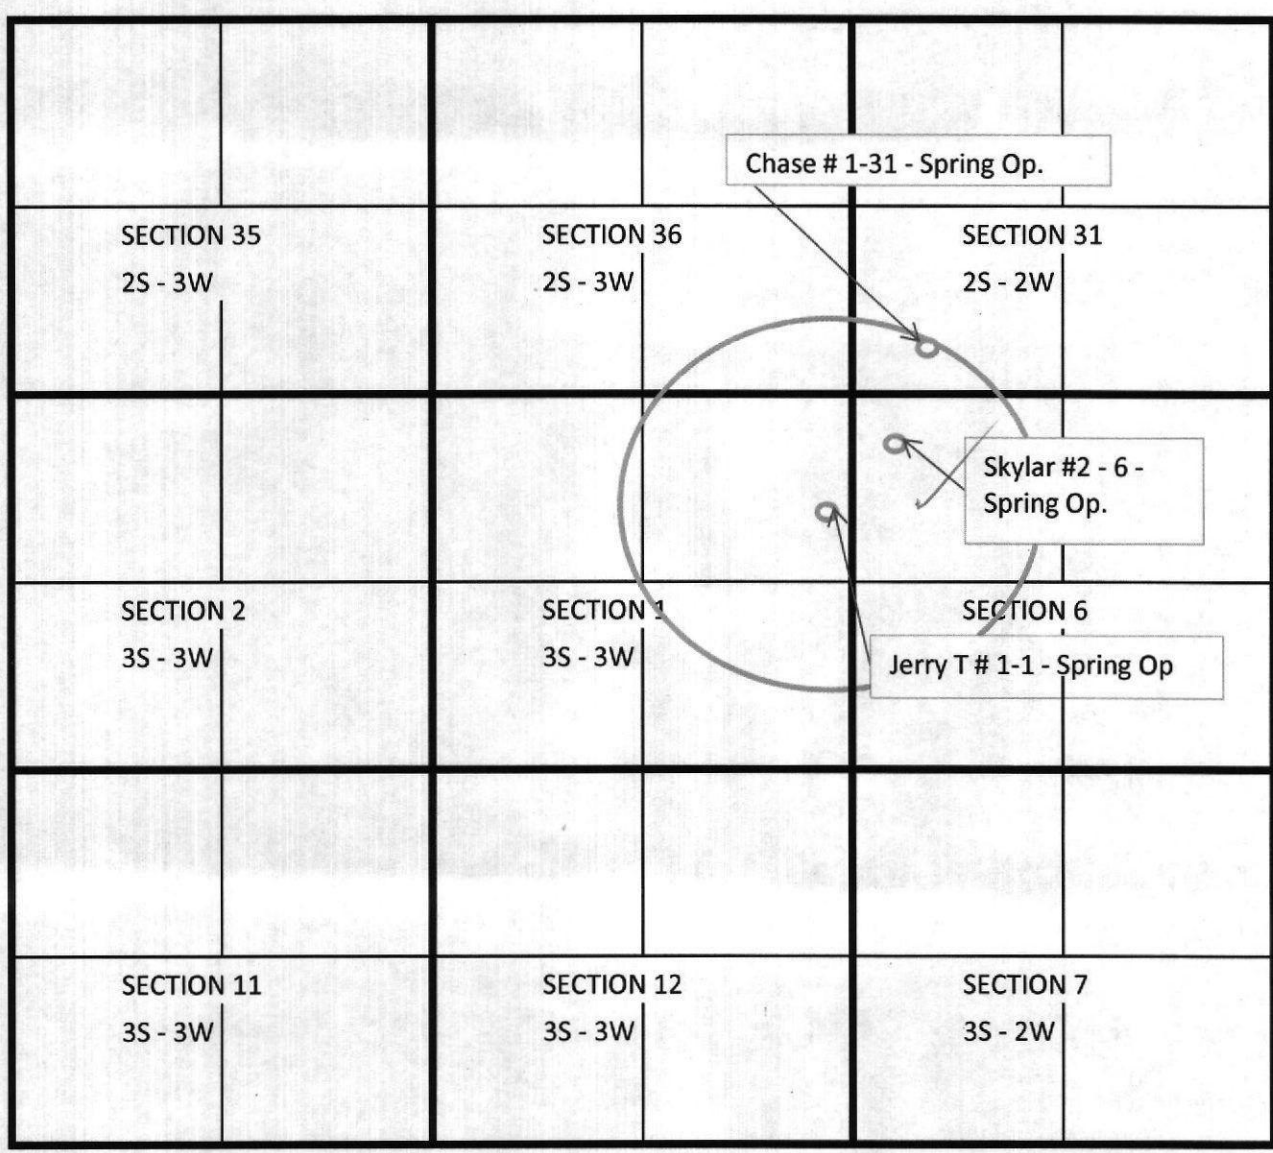 Chase # 1-31 - Spring Op.
SECTION 35
2S - 3W
SECTION 36
2S - 3W
SECTION 31
2S - 2W
Skylar #2 - 6 -
Spring Op.
SECTION 2
3S - 3W
SECTION 1
3S - 3W
SECTION 6
Jerry T # 1-1 - Spring Op
SECTION 11
3S - 3W
SECTION 12
3S - 3W
SECTION 7
3S - 2W